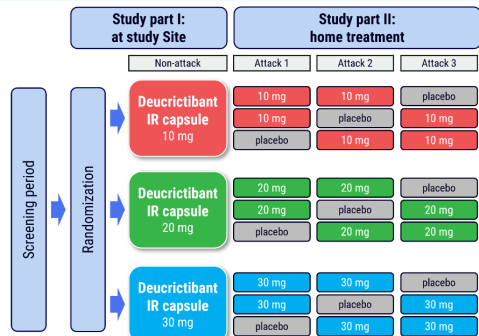 Study part I:
at study Site
Study part II:
home treatment
Non-attack
Attack 1
Attack 2
Attack 3
Screening period
Randomization
Deucrictibant
IR capsule
10 mg
10 mg
10 mg
placebo
10 mg
placebo
10 mg
placebo
10 mg
10 mg
Deucrictibant
IR capsule
20 mg
20 mg
20 mg
placebo
20 mg
placebo
20 mg
placebo
20 mg
20 mg
Deucrictibant
IR capsule
30 mg
30 mg
30 mg
placebo
30 mg
placebo
30 mg
placebo
30 mg
30 mg